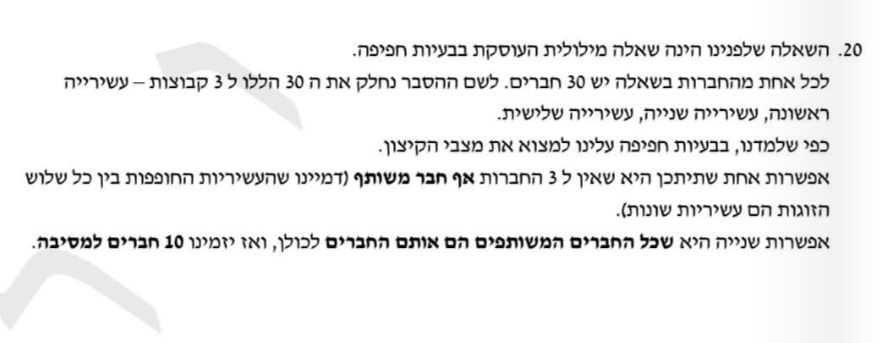 20. השאלה שלפנינו הינה שאלה מילולית העוסקת בבעיות חפיפה.
לכל אחת מהחברות בשאלה יש 30 חברים. לשם ההסבר נחלק את ה 30 הללו ל 3 קבוצות – עשירייה
ראשונה, עשירייה שנייה, עשירייה שלישית.
כפי שלמדנו, בבעיות חפיפה עלינו למצוא את מצבי הקיצון.
אפשרות אחת שתיתכן היא שאין ל 3 החברות אף חבר משותף (דמיינו שהעשיריות החופפות בין כל שלוש
הזוגות הם עשיריות שונות).
אפשרות שנייה היא שכל החברים המשותפים הם אותם החברים לכולן, ואז יזמינו 10 חברים למסיבה.